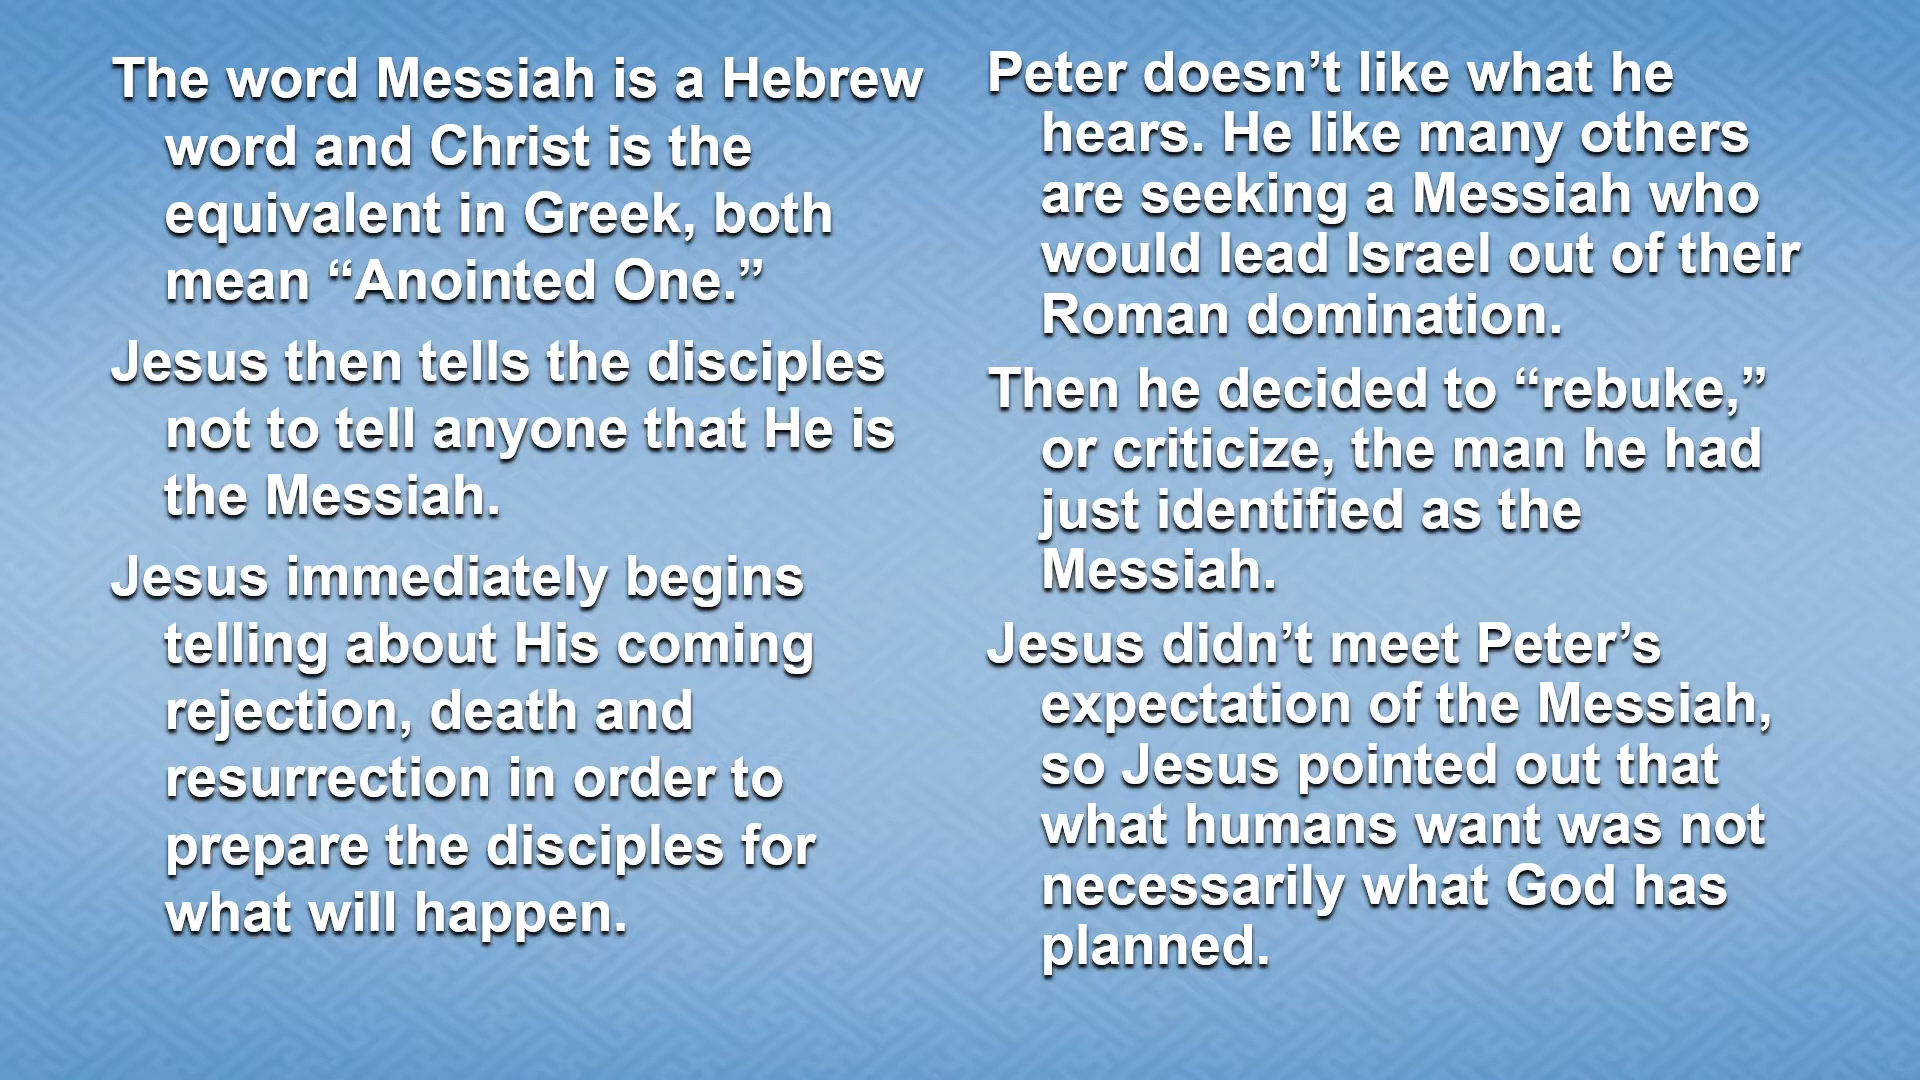 The word Messiah is a Hebrew
word and Christ is the
equivalent in Greek, both
mean “Anointed One.”
Jesus then tells the disciples
not to tell anyone that He is
the Messiah.
Jesus immediately begins
telling about His coming
rejection, death and
resurrection in order to
prepare the disciples for
what will happen.
Peter doesn’t like what he
hears. He like many others
are seeking a Messiah who
would lead Israel out of their
Roman domination.
Then he decided to “rebuke,”
or criticize, the man he had
just identified as the
Messiah.
Jesus didn’t meet Peter’s
expectation of the Messiah,
so Jesus pointed out that
what humans want was not
necessarily what God has
planned.